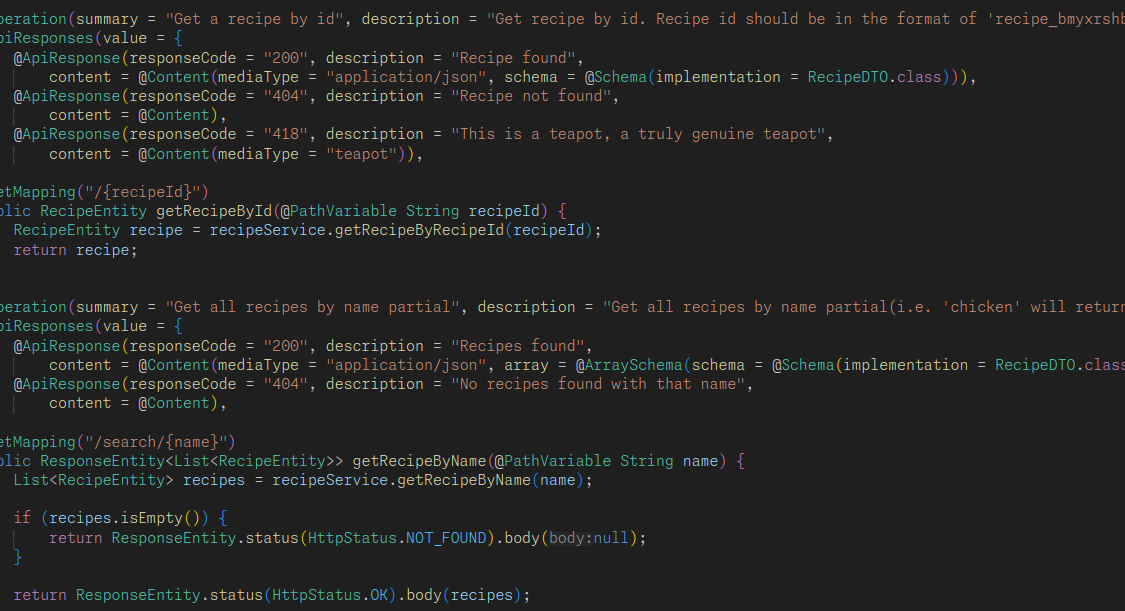 peration(summary = "Get a recipe by id", description = "Get recipe by id. Recipe id should be in the format of 'recipe_bmyxrshb
piResponses(value = {
@ApiResponse(responseCode = "200", description = "Recipe found",
content = @Content(mediaType = "application/json", schema = @Schema(implementation = RecipeDTO.class))),
@ApiResponse(responseCode = "404", description = "Recipe not found",
content = @Content),
@ApiResponse(responseCode = "418", description = "This is a teapot, a truly genuine teapot",
content = @Content(mediaType = "teapot")),
etMapping("/{recipeId}")
blic RecipeEntity getRecipeById(@PathVariable String recipeId) {
RecipeEntity recipe = recipeService.getRecipeByRecipeId(recipeId);
return recipe;
peration(summary = "Get all recipes by name partial", description = "Get all recipes by name partial(i.e. 'chicken' will return
piResponses(value = {
@ApiResponse(responseCode = "200", description = "Recipes found",
content = @Content(mediaType = "application/json", array = @ArraySchema(schema = @Schema(implementation = RecipeDTO.class
@ApiResponse(responseCode = "404", description = "No recipes found with that name",
content = @Content),
etMapping("/search/{name}")
blic ResponseEntity<List<RecipeEntity>> getRecipeByName(@PathVariable String name) {
List<RecipeEntity> recipes = recipeService.getRecipeByName(name);
if (recipes.isEmpty()) {
return ResponseEntity.status(HttpStatus.NOT_FOUND).body(body:null);
}
return ResponseEntity.status(HttpStatus.OK).body(recipes);